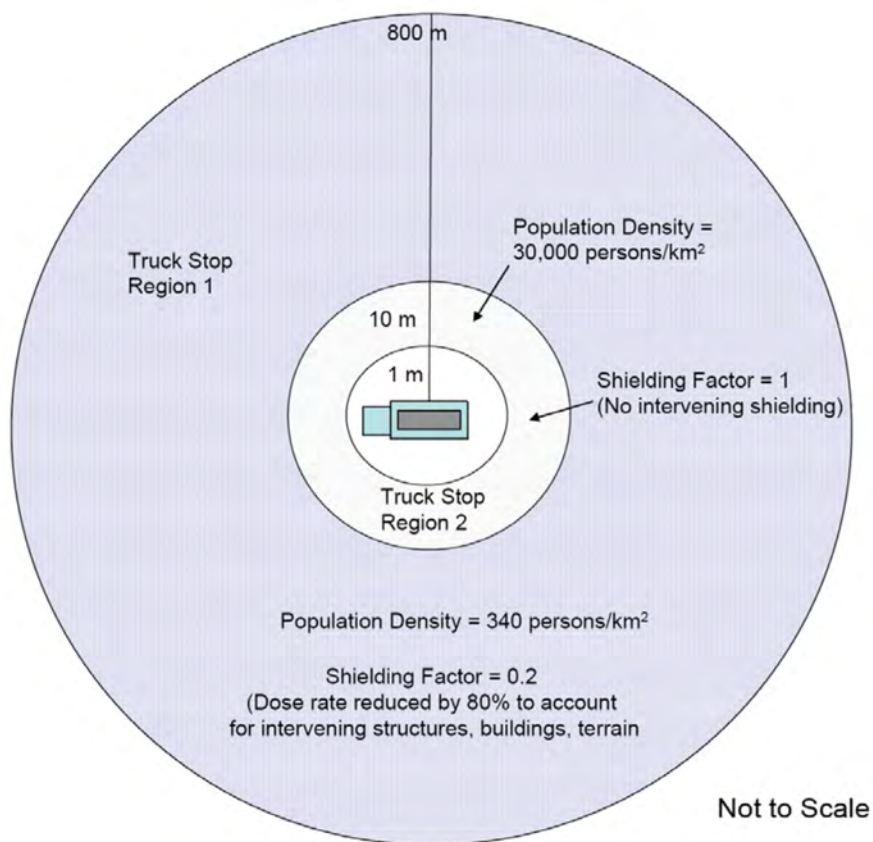 800 m
Population Density =
30,000 persons/km²
Truck Stop
Region 1
10 m
1 m
Shielding Factor = 1
(No intervening shielding)
Truck Stop
Region 2
Population Density = 340 persons/km²
Shielding Factor = 0.2
(Dose rate reduced by 80% to account
for intervening structures, buildings, terrain
Not to Scale